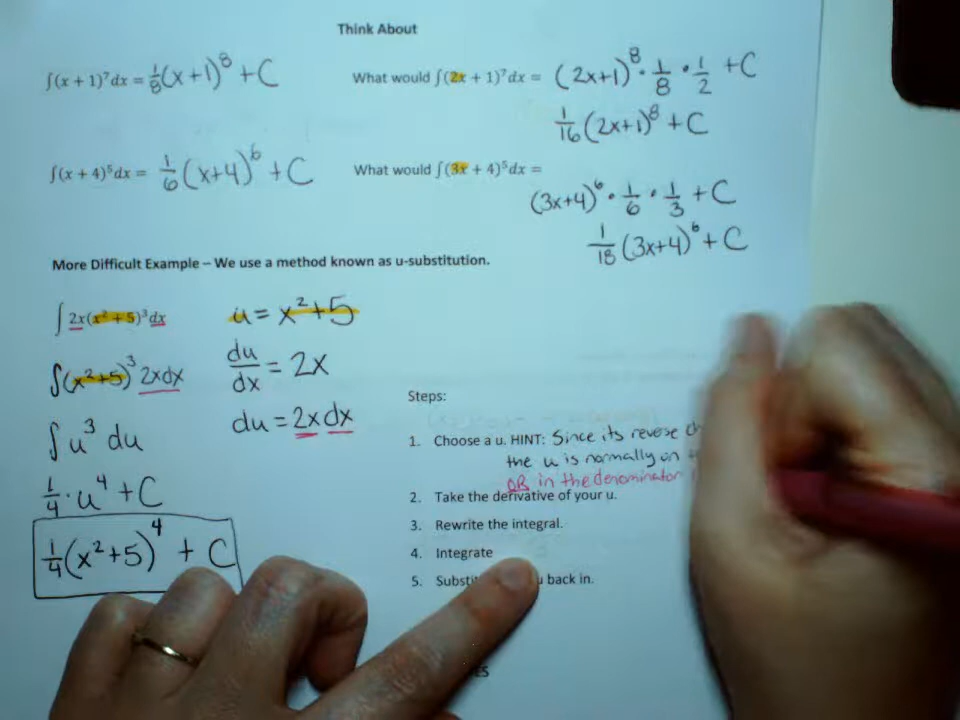 Think About
∫(x + 1)⁷dx = 1/8(x+1)⁸ + C
What would ∫(2x + 1)⁷dx = (2x+1)⁸ · 1/8 · 1/2 + C
1/16(2x+1)⁸ + C
∫(x + 4)⁵dx = 1/6(x+4)⁶ + C
What would ∫(3x + 4)⁵dx =
(3x+4)⁶ · 1/6 · 1/3 + C
1/18(3x+4)⁶ + C
More Difficult Example – We use a method known as u-substitution.
∫2x(x² + 5)³dx
∫(x²+5)³ 2xdx
∫u³ du
1/4 · u⁴ + C
1/4(x²+5)⁴ + C
u = x²+5
du/dx = 2x
du = 2x dx
Steps:
1. Choose a u. HINT: Since its reverse
the u is normally on
OR in the denominator
2. Take the derivative of your u.
3. Rewrite the integral.
4. Integrate
5. back in.